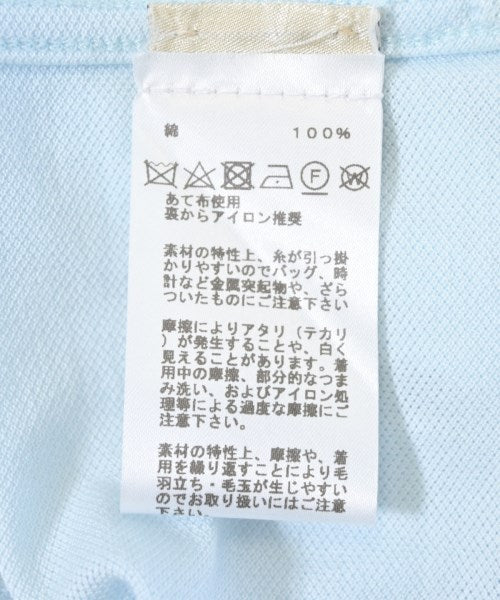 綿 100%
F W
あて布使用
裏からアイロン推奨
素材の特性上、糸が引っ掛
かりやすいのでバッグ、時
計など金属突起物や、ざら
ついたものにご注意下さい
摩擦によりアタリ（テカリ
）が発生することや、白く
見えることがあります。着
用中の摩擦、部分的なつま
み洗い、およびアイロン処
理等による過度な摩擦にご
注意下さい。
素材の特性上、摩擦や、着
用を繰り返すことにより毛
羽立ち・毛玉が生じやすい
のでお取り扱いにはご注意
下さい。